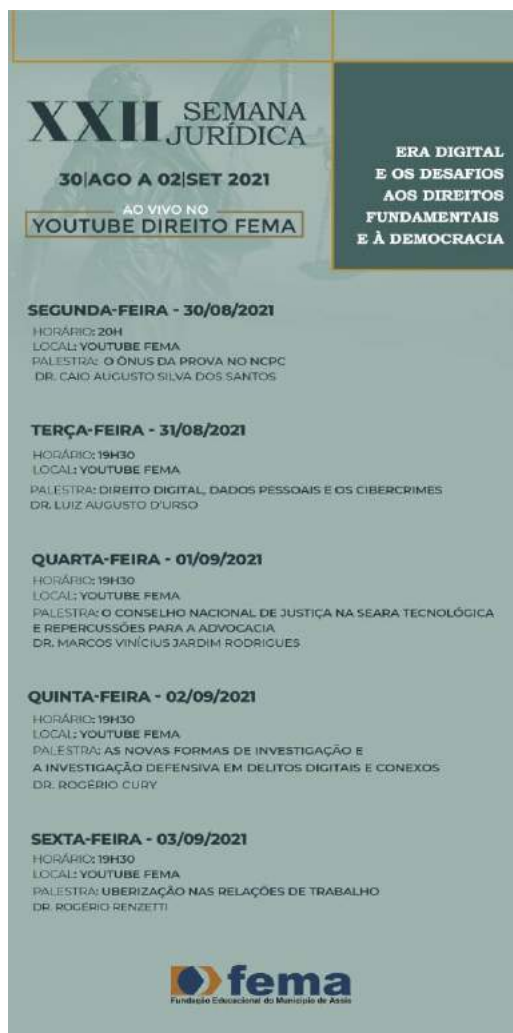 XXII SEMANA
JURÍDICA
30|AGO A 02|SET 2021
AO VIVO NO
YOUTUBE DIREITO FEMA
ERA DIGITAL
E OS DESAFIOS
AOS DIREITOS
FUNDAMENTAIS
E À DEMOCRACIA
SEGUNDA-FEIRA - 30/08/2021
HORÁRIO: 20H
LOCAL: YOUTUBE FEMA
PALESTRA: O ÔNUS DA PROVA NO NCPC
DR. CAIO AUGUSTO SILVA DOS SANTOS
TERÇA-FEIRA - 31/08/2021
HORÁRIO: 19H30
LOCAL: YOUTUBE FEMA
PALESTRA: DIREITO DIGITAL, DADOS PESSOAIS E OS CIBERCRIMES
DR. LUIZ AUGUSTO D'URSO
QUARTA-FEIRA - 01/09/2021
HORÁRIO: 19H30
LOCAL: YOUTUBE FEMA
PALESTRA: O CONSELHO NACIONAL DE JUSTIÇA NA SEARA TECNOLÓGICA
E REPERCUSSÕES PARA A ADVOCACIA
DR. MARCOS VINÍCIUS JARDIM RODRIGUES
QUINTA-FEIRA - 02/09/2021
HORÁRIO: 19H30
LOCAL: YOUTUBE FEMA
PALESTRA: AS NOVAS FORMAS DE INVESTIGAÇÃO E
A INVESTIGAÇÃO DEFENSIVA EM DELITOS DIGITAIS E CONEXOS
DR. ROGÉRIO CURY
SEXTA-FEIRA - 03/09/2021
HORÁRIO: 19H30
LOCAL: YOUTUBE FEMA
PALESTRA: UBERIZAÇÃO NAS RELAÇÕES DE TRABALHO
DR. ROGÉRIO RENZETTI
fema
Fundação Educacional do Município de Assis